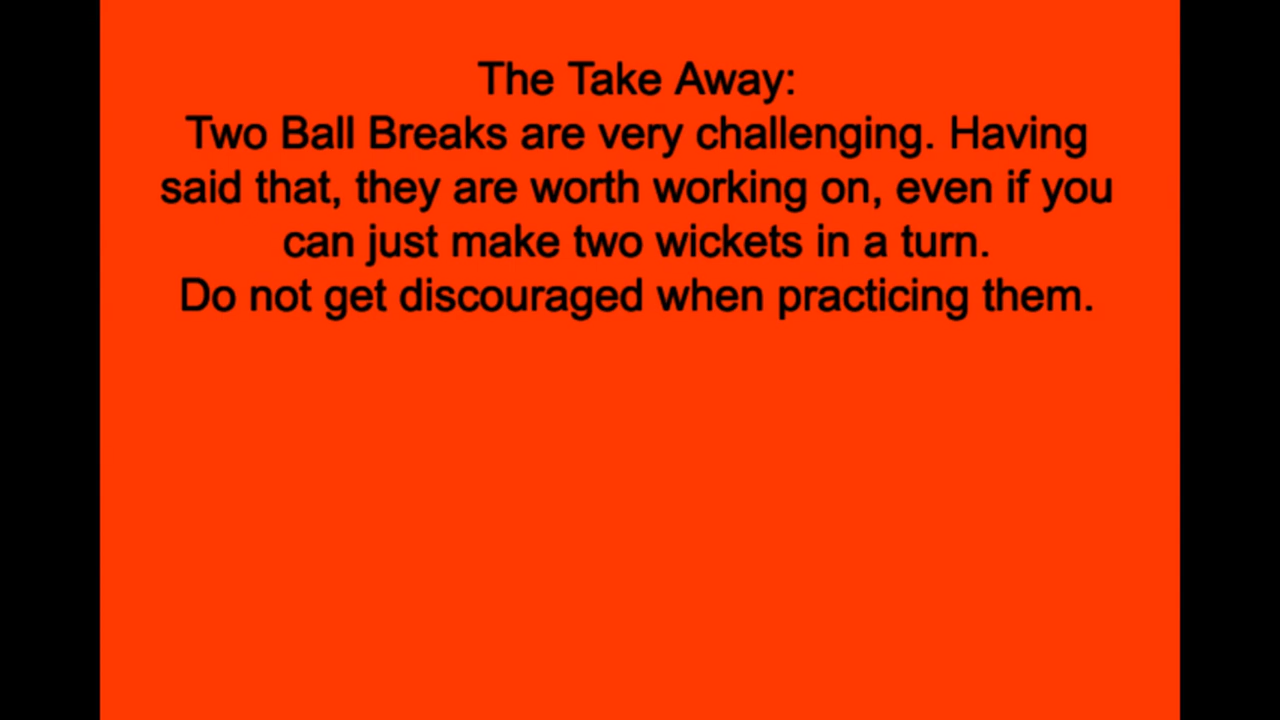 The Take Away:
Two Ball Breaks are very challenging. Having
said that, they are worth working on, even if you
can just make two wickets in a turn.
Do not get discouraged when practicing them.